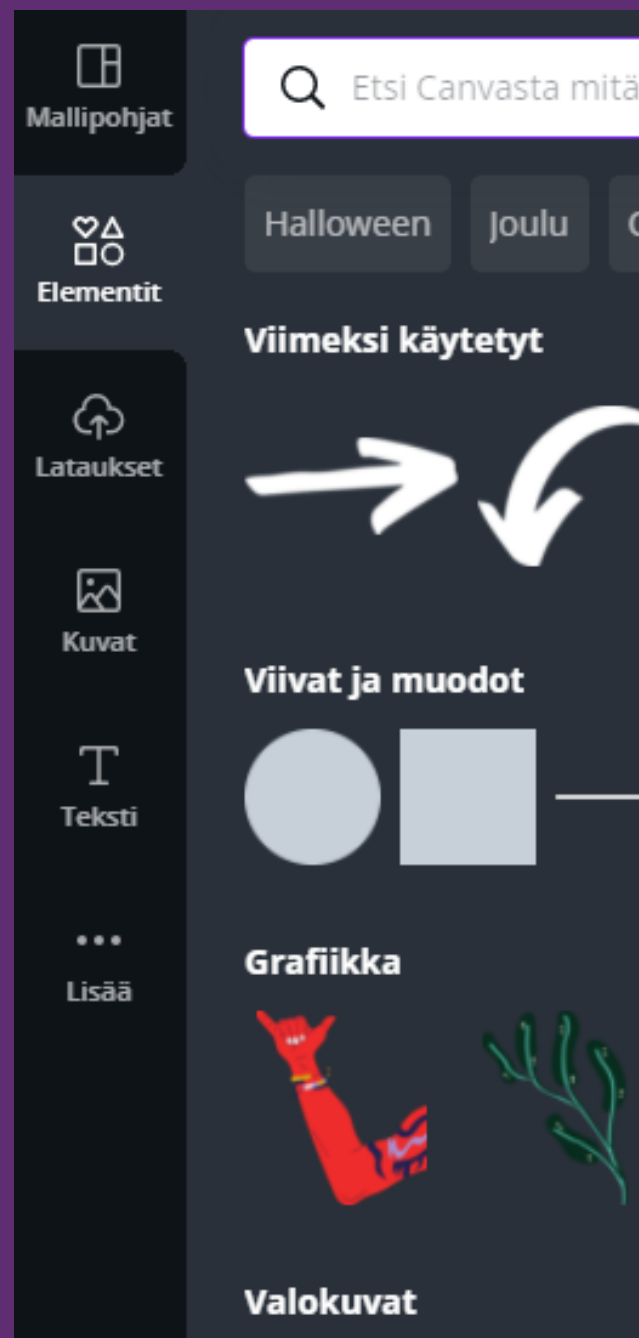 Mallipohjat
Elementit
Lataukset
Kuvat
Teksti
Lisää
Etsi Canvasta mitä
Halloween
Joulu
Viimeksi käytetyt
Viivat ja muodot
Grafiikka
Valokuvat